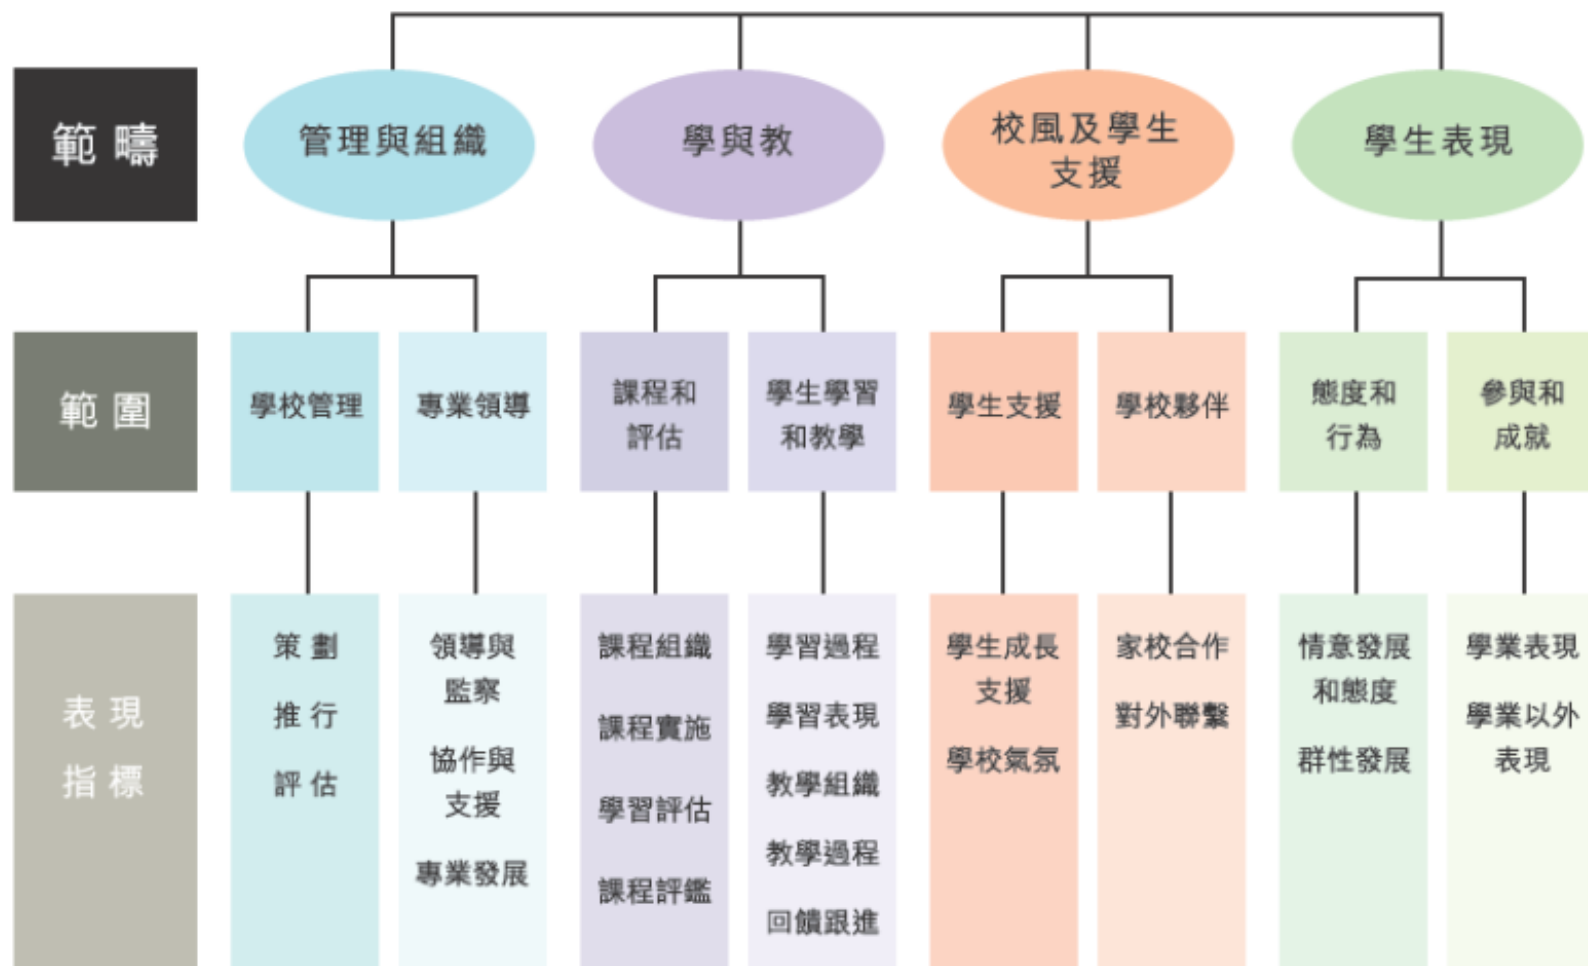 範疇
管理與組織
學與教
校風及學生
支援
學生表現
範圍
學校管理
專業領導
課程和
評估
學生學習
和教學
學生支援
學校夥伴
態度和
行為
參與和
成就
表現
指標
策劃
推行
評估
領導與
監察
協作與
支援
專業發展
課程組織
課程實施
學習評估
課程評鑑
學習過程
學習表現
教學組織
教學過程
回饋跟進
學生成長
支援
學校氣氛
家校合作
對外聯繫
情意發展
和態度
群性發展
學業表現
學業以外
表現